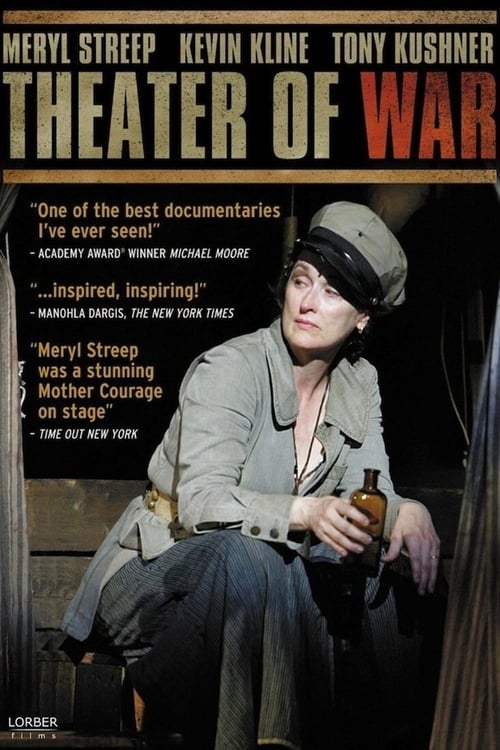 MERYL STREEP KEVIN KLINE TONY KUSHNER
THEATER OF WAR
“One of the best documentaries
I’ve ever seen!”
– ACADEMY AWARD® WINNER MICHAEL MOORE
“...inspired, inspiring!”
– MANOHLA DARGIS, THE NEW YORK TIMES
“Meryl Streep
was a stunning
Mother Courage
on stage”
– TIME OUT NEW YORK
LORBER
films